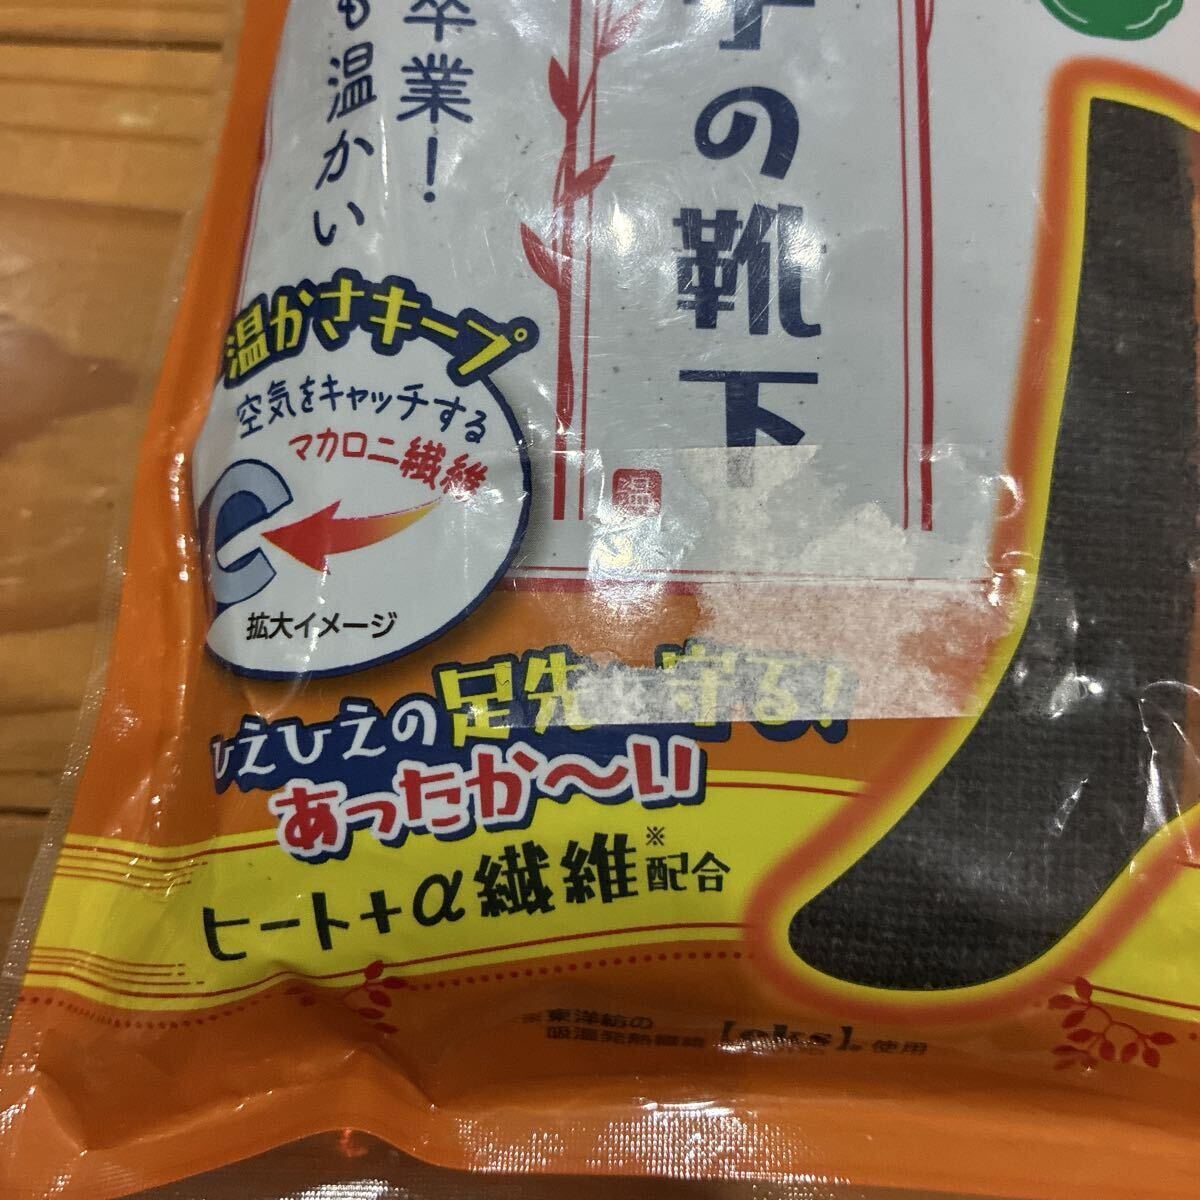 の靴下
卒業！
も温かい
温
温かさキープ
空気をキャッチする
マカロニ繊維
拡大イメージ
ひえひえの足先を守る！
あったか〜い
ヒート＋α繊維※配合
※東洋紡の
吸湿発熱繊維【eks】®使用